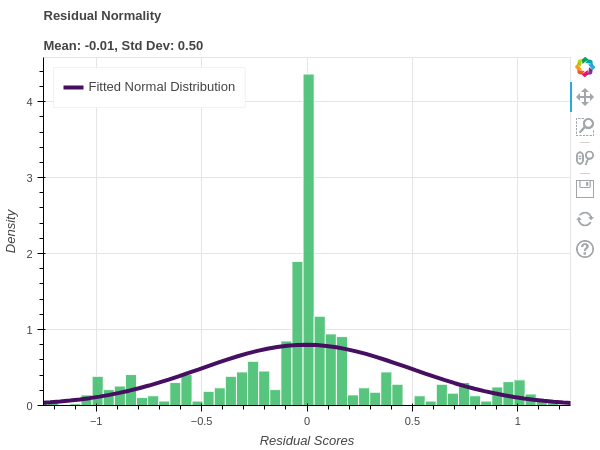 Residual Normality
Mean: -0.01, Std Dev: 0.50
Fitted Normal Distribution
4
3
2
1
0
Density
−1
−0.5
0
0.5
1
Residual Scores